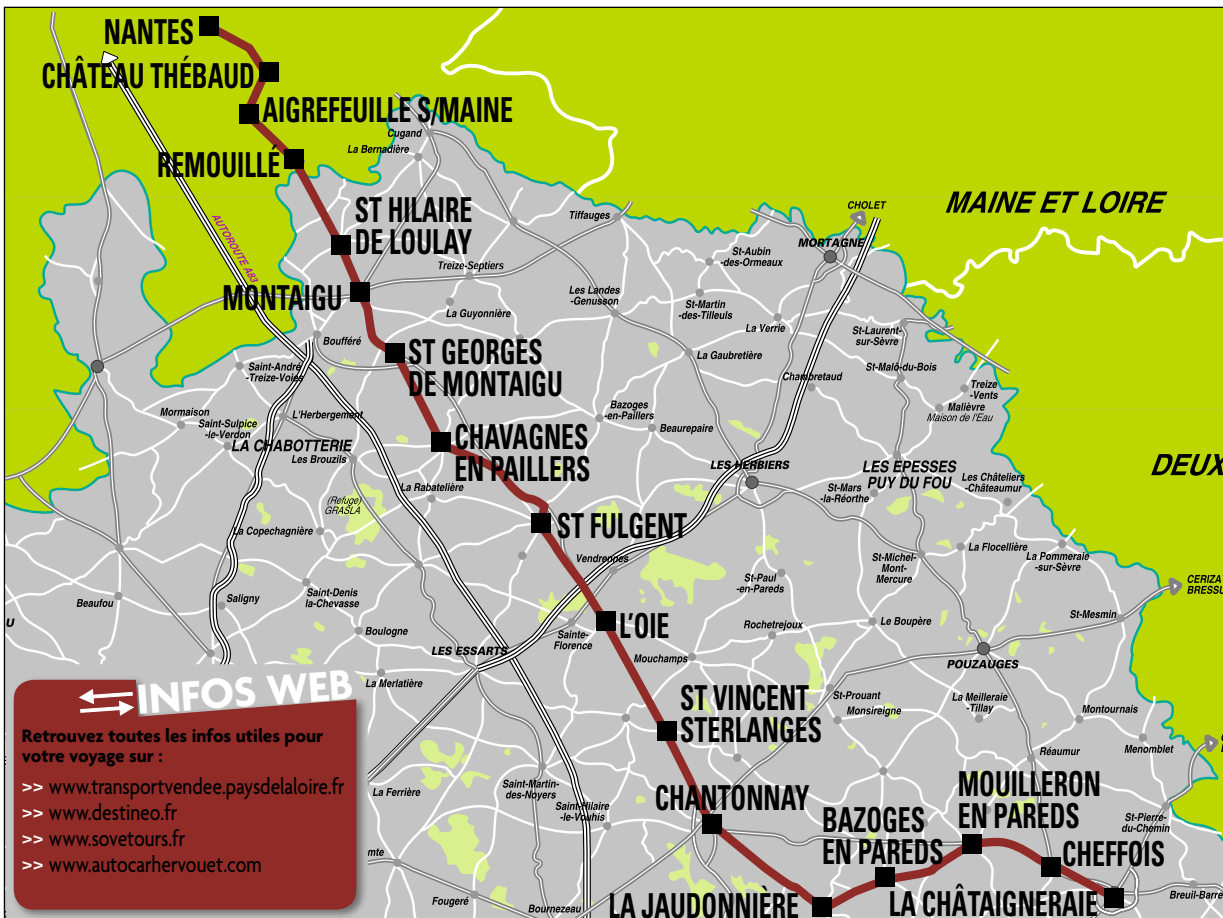 NANTES
CHÂTEAU THÉBAUD
AIGREFEUILLE S/MAINE
Cugand
La Bernadière
REMOUILLÉ
MAINE ET LOIRE
CHOLET
ST HILAIRE
DE LOULAY
Tiffauges
MORTAGNE
AUTOROUTE A83
St-Aubin
-des-Ormeaux
Treize-Septiers
MONTAIGU
Les Landes
-Genusson
St-Martin
-des-Tilleuls
La Guyonnière
La Verrie
St-Laurent-
sur-Sèvre
Boufféré
ST GEORGES
DE MONTAIGU
La Gaubretière
Saint-André
-Treize-Voies
St-Malô-du-Bois
Chambretaud
Treize
-Vents
Malièvre
Maison de l'Eau
Mormaison
Saint-Sulpice
-le-Verdon
L'Herbergement
Bazoges
-en-Paillers
Beaurepaire
LA CHABOTTERIE
Les Brouzils
CHAVAGNES
EN PAILLERS
LES HERBIERS
LES EPESSES
PUY DU FOU
DEUX
Les Châteliers
-Châteaumur
La Rabatelière
St-Mars
-la-Réorthe
(Refuge)
GRASLA
ST FULGENT
La Copechagnière
Vendrennes
St-Michel-
Mont-
Mercure
La Flocellière
La Pommeraie
-sur-Sèvre
St-Paul
-en-Pareds
CERIZA
BRESSU
Beaufou
Saligny
Saint-Denis
la-Chevasse
St-Mesmin
U
Boulogne
Sainte-
Florence
L'OIE
Rochetrejoux
Le Boupère
LES ESSARTS
Mouchamps
POUZAUGES
La Merlatière
INFOS WEB
Retrouvez toutes les infos utiles pour
votre voyage sur :
>> www.transportvendee.paysdelaloire.fr
>> www.destineo.fr
>> www.sovetours.fr
>> www.autocarhervouet.com
ST VINCENT
STERLANGES
St-Prouant
Monsireigne
La Meilleraie
-Tillay
Montournais
Menomblet
Réaumur
La Ferrière
Saint-Martin-
des-Noyers
Saint-Hilaire
-le-Vouhis
CHANTONNAY
MOUILLERON
EN PAREDS
BAZOGES
EN PAREDS
St-Pierre-
du-Chemin
CHEFFOIS
omte
Fougeré
Bournezeau
LA JAUDONNIÈRE
LA CHÂTAIGNERAIE
Breuil-Barre